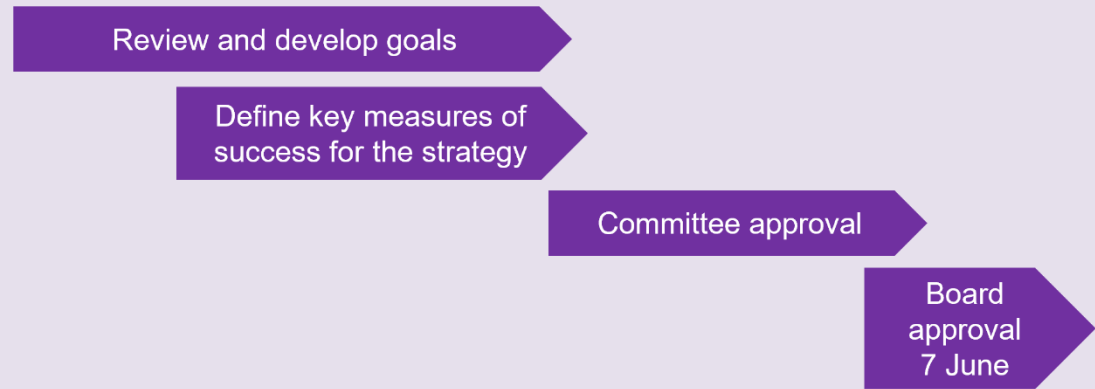 Review and develop goals
Define key measures of
success for the strategy
Committee approval
Board
approval
7 June